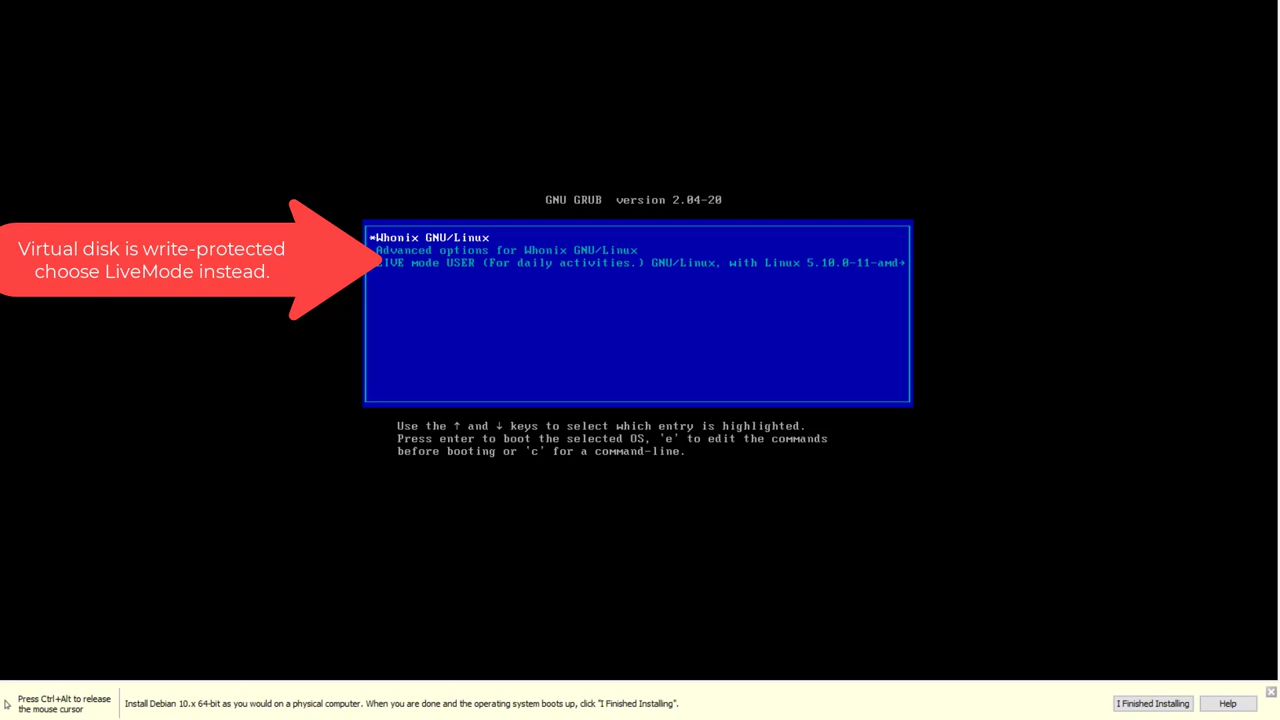 GNU GRUB version 2.04-20
Virtual disk is write-protected
choose LiveMode instead.
*Whonix GNU/Linux
Advanced options for Whonix GNU/Linux
LIVE mode USER (For daily activities.) GNU/Linux, with Linux 5.10.0-11-amd→
Use the ↑ and ↓ keys to select which entry is highlighted.
Press enter to boot the selected OS, 'e' to edit the commands
before booting or 'c' for a command-line.
Press Ctrl+Alt to release
the mouse cursor
Install Debian 10.x 64-bit as you would on a physical computer. When you are done and the operating system boots up, click "I Finished Installing".
I Finished Installing
Help